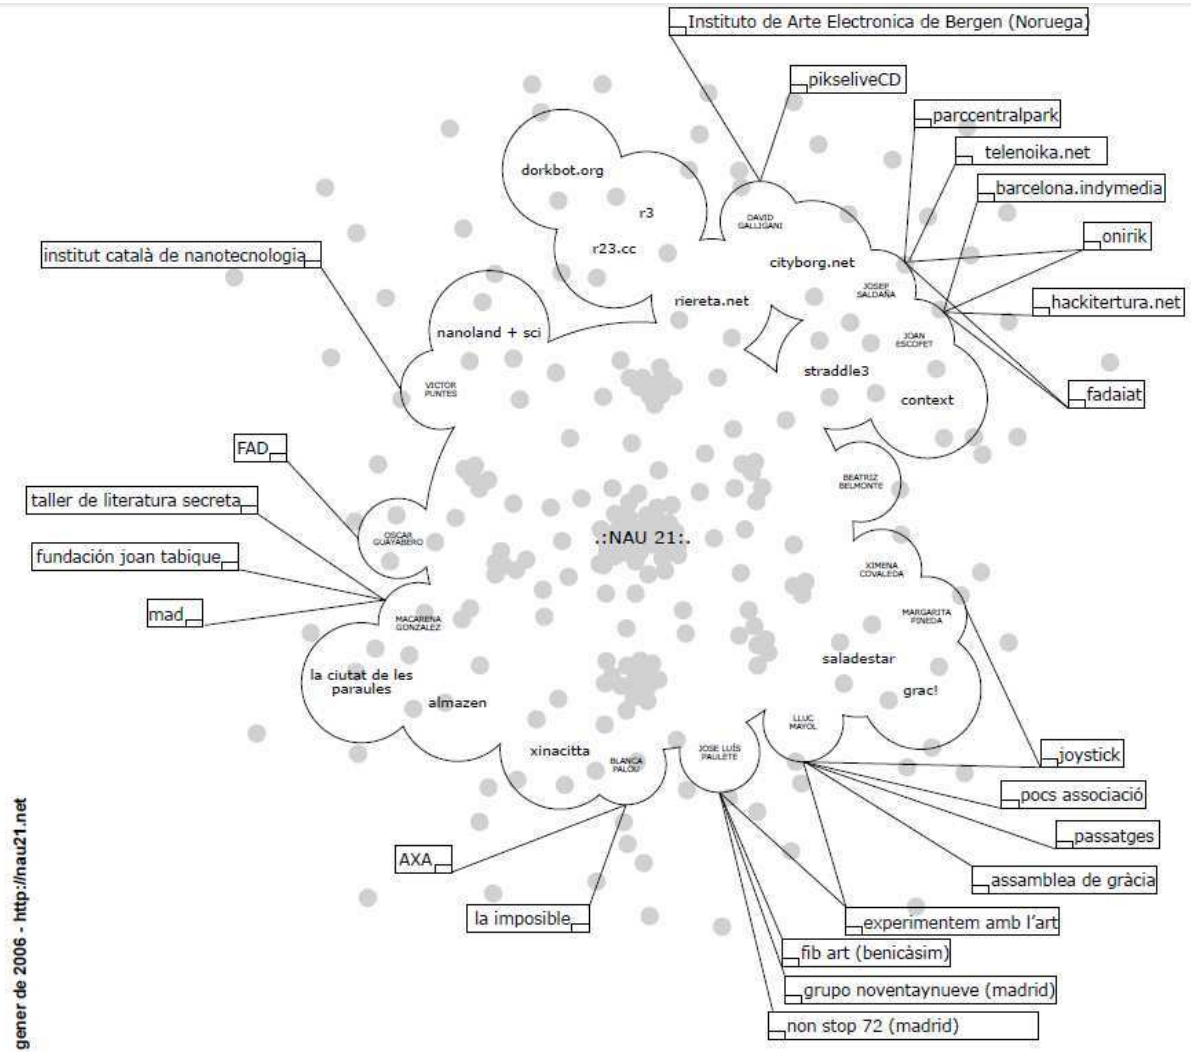 Instituto de Arte Electronica de Bergen (Noruega)
pikseliveCD
parccentralpark
telenoika.net
barcelona.indymedia
onirik
hackitertura.net
fadaiat
dorkbot.org
r3
r23.cc
DAVID
GALLIGANI
cityborg.net
riereta.net
JOSEF
SALDAÑA
JOAN
ESCOFET
straddle3
context
institut català de nanotecnologia
nanoland + sci
VICTOR
PUNTES
FAD
taller de literatura secreta
fundación joan tabique
mad
OSCAR
GUAYABERO
.:NAU 21:.
BEATRIZ
BELMONTE
XIMENA
COVALEDA
MARGARITA
PINEDA
MACARENA
GONZALEZ
la ciutat de les
paraules
almazen
saladestar
grac!
xinacitta
BLANCA
PALOU
JOSE LUÍS
PAULETE
LLUC
MAYOL
joystick
pocs associació
passatges
assamblea de gràcia
AXA
la imposible
experimentem amb l'art
fib art (benicàsim)
grupo noventaynueve (madrid)
non stop 72 (madrid)
gener de 2006 - http://nau21.net